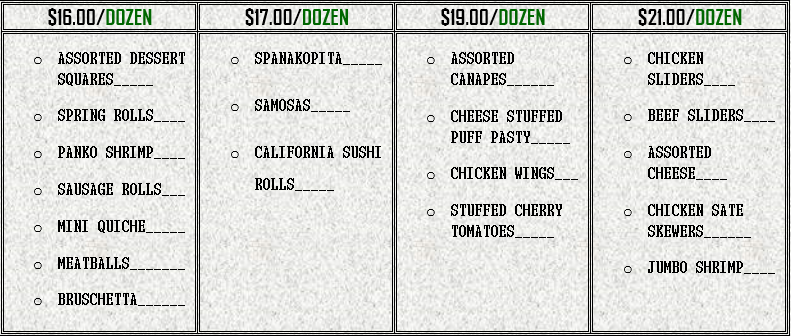 $16.00/DOZEN
ASSORTED DESSERT
SQUARES_____
SPRING ROLLS____
PANKO SHRIMP____
SAUSAGE ROLLS___
MINI QUICHE_____
MEATBALLS_______
BRUSCHETTA______
$17.00/DOZEN
SPANAKOPITA_____
SAMOSAS_____
CALIFORNIA SUSHI
ROLLS_____
$19.00/DOZEN
ASSORTED
CANAPES______
CHEESE STUFFED
PUFF PASTY_____
CHICKEN WINGS___
STUFFED CHERRY
TOMATOES_____
$21.00/DOZEN
CHICKEN
SLIDERS____
BEEF SLIDERS____
ASSORTED
CHEESE____
CHICKEN SATE
SKEWERS______
JUMBO SHRIMP____